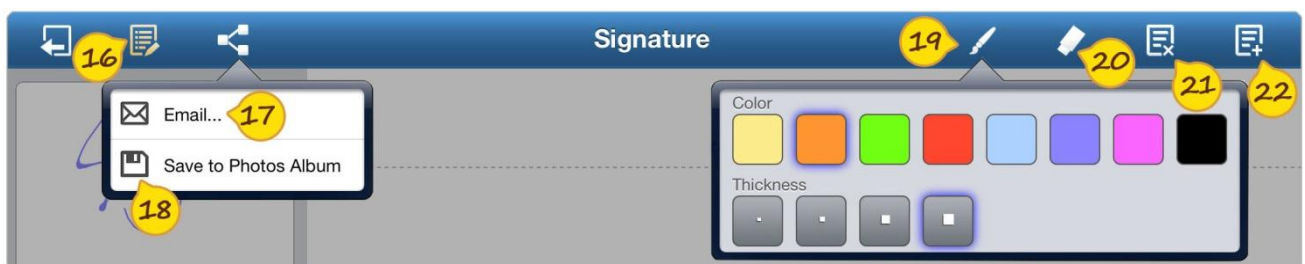 Signature
16
19
20
21
22
Email...
17
Save to Photos Album
18
Color
Thickness